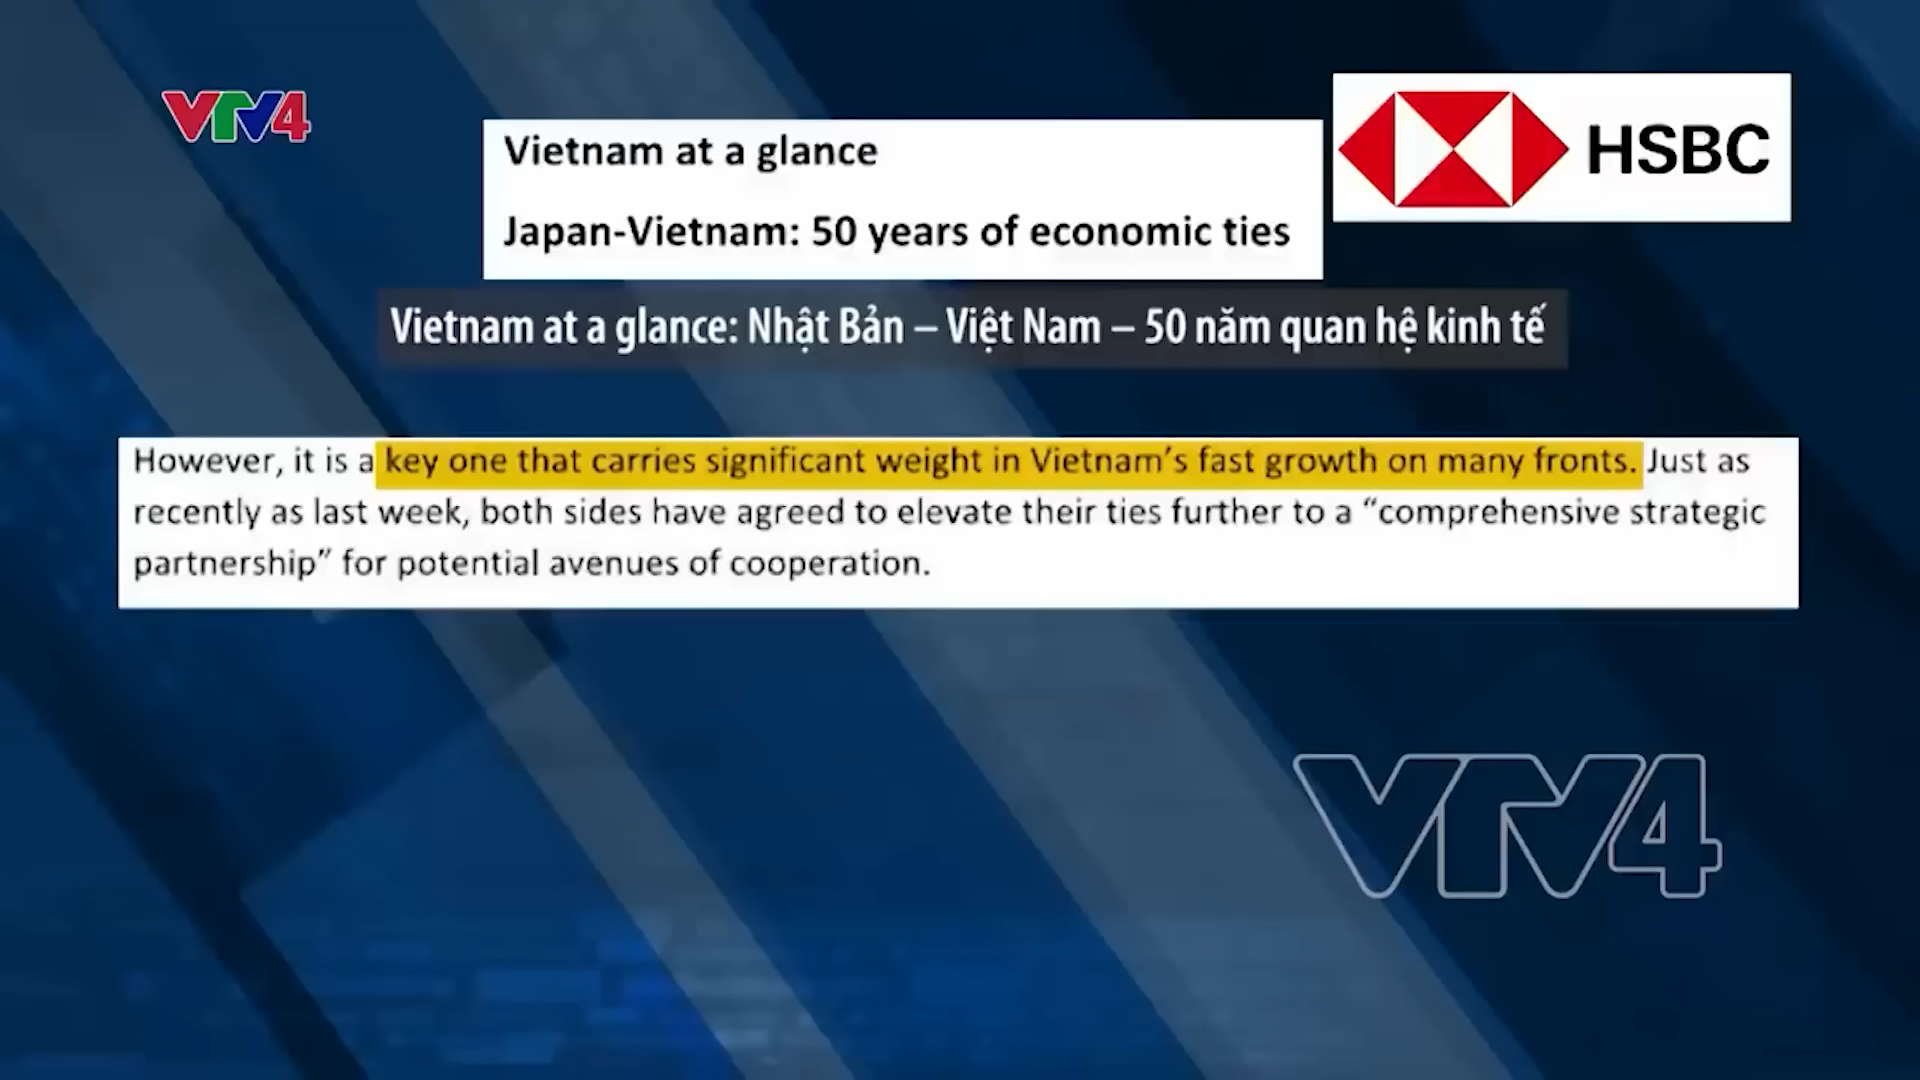 VTV4
HSBC
Vietnam at a glance
Japan-Vietnam: 50 years of economic ties
Vietnam at a glance: Nhật Bản – Việt Nam – 50 năm quan hệ kinh tế
However, it is a key one that carries significant weight in Vietnam’s fast growth on many fronts. Just as
recently as last week, both sides have agreed to elevate their ties further to a “comprehensive strategic
partnership” for potential avenues of cooperation.
VTV4